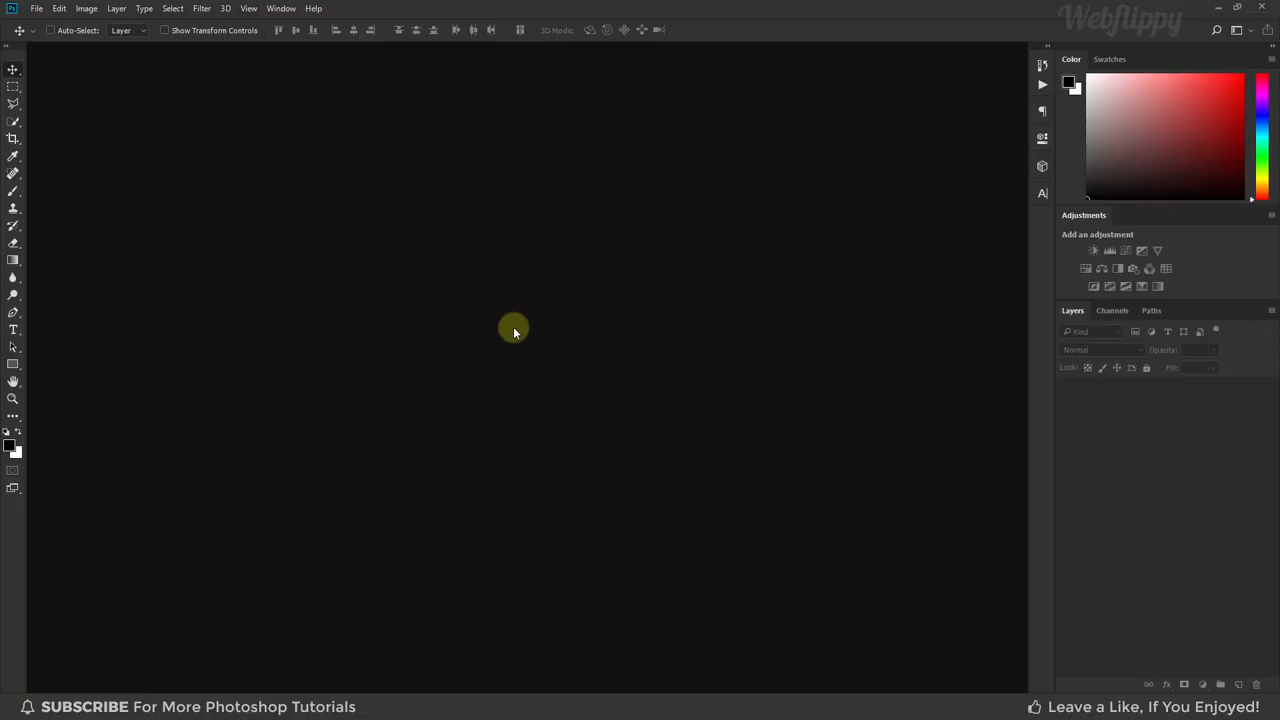 Ps File Edit Image Layer Type Select Filter 3D View Window Help
Webflippy
Auto-Select: Layer Show Transform Controls 3D Mode:
Color Swatches
Adjustments
Add an adjustment
Layers Channels Paths
Kind
Normal Opacity:
Lock: Fill:
SUBSCRIBE For More Photoshop Tutorials
Leave a Like, If You Enjoyed!